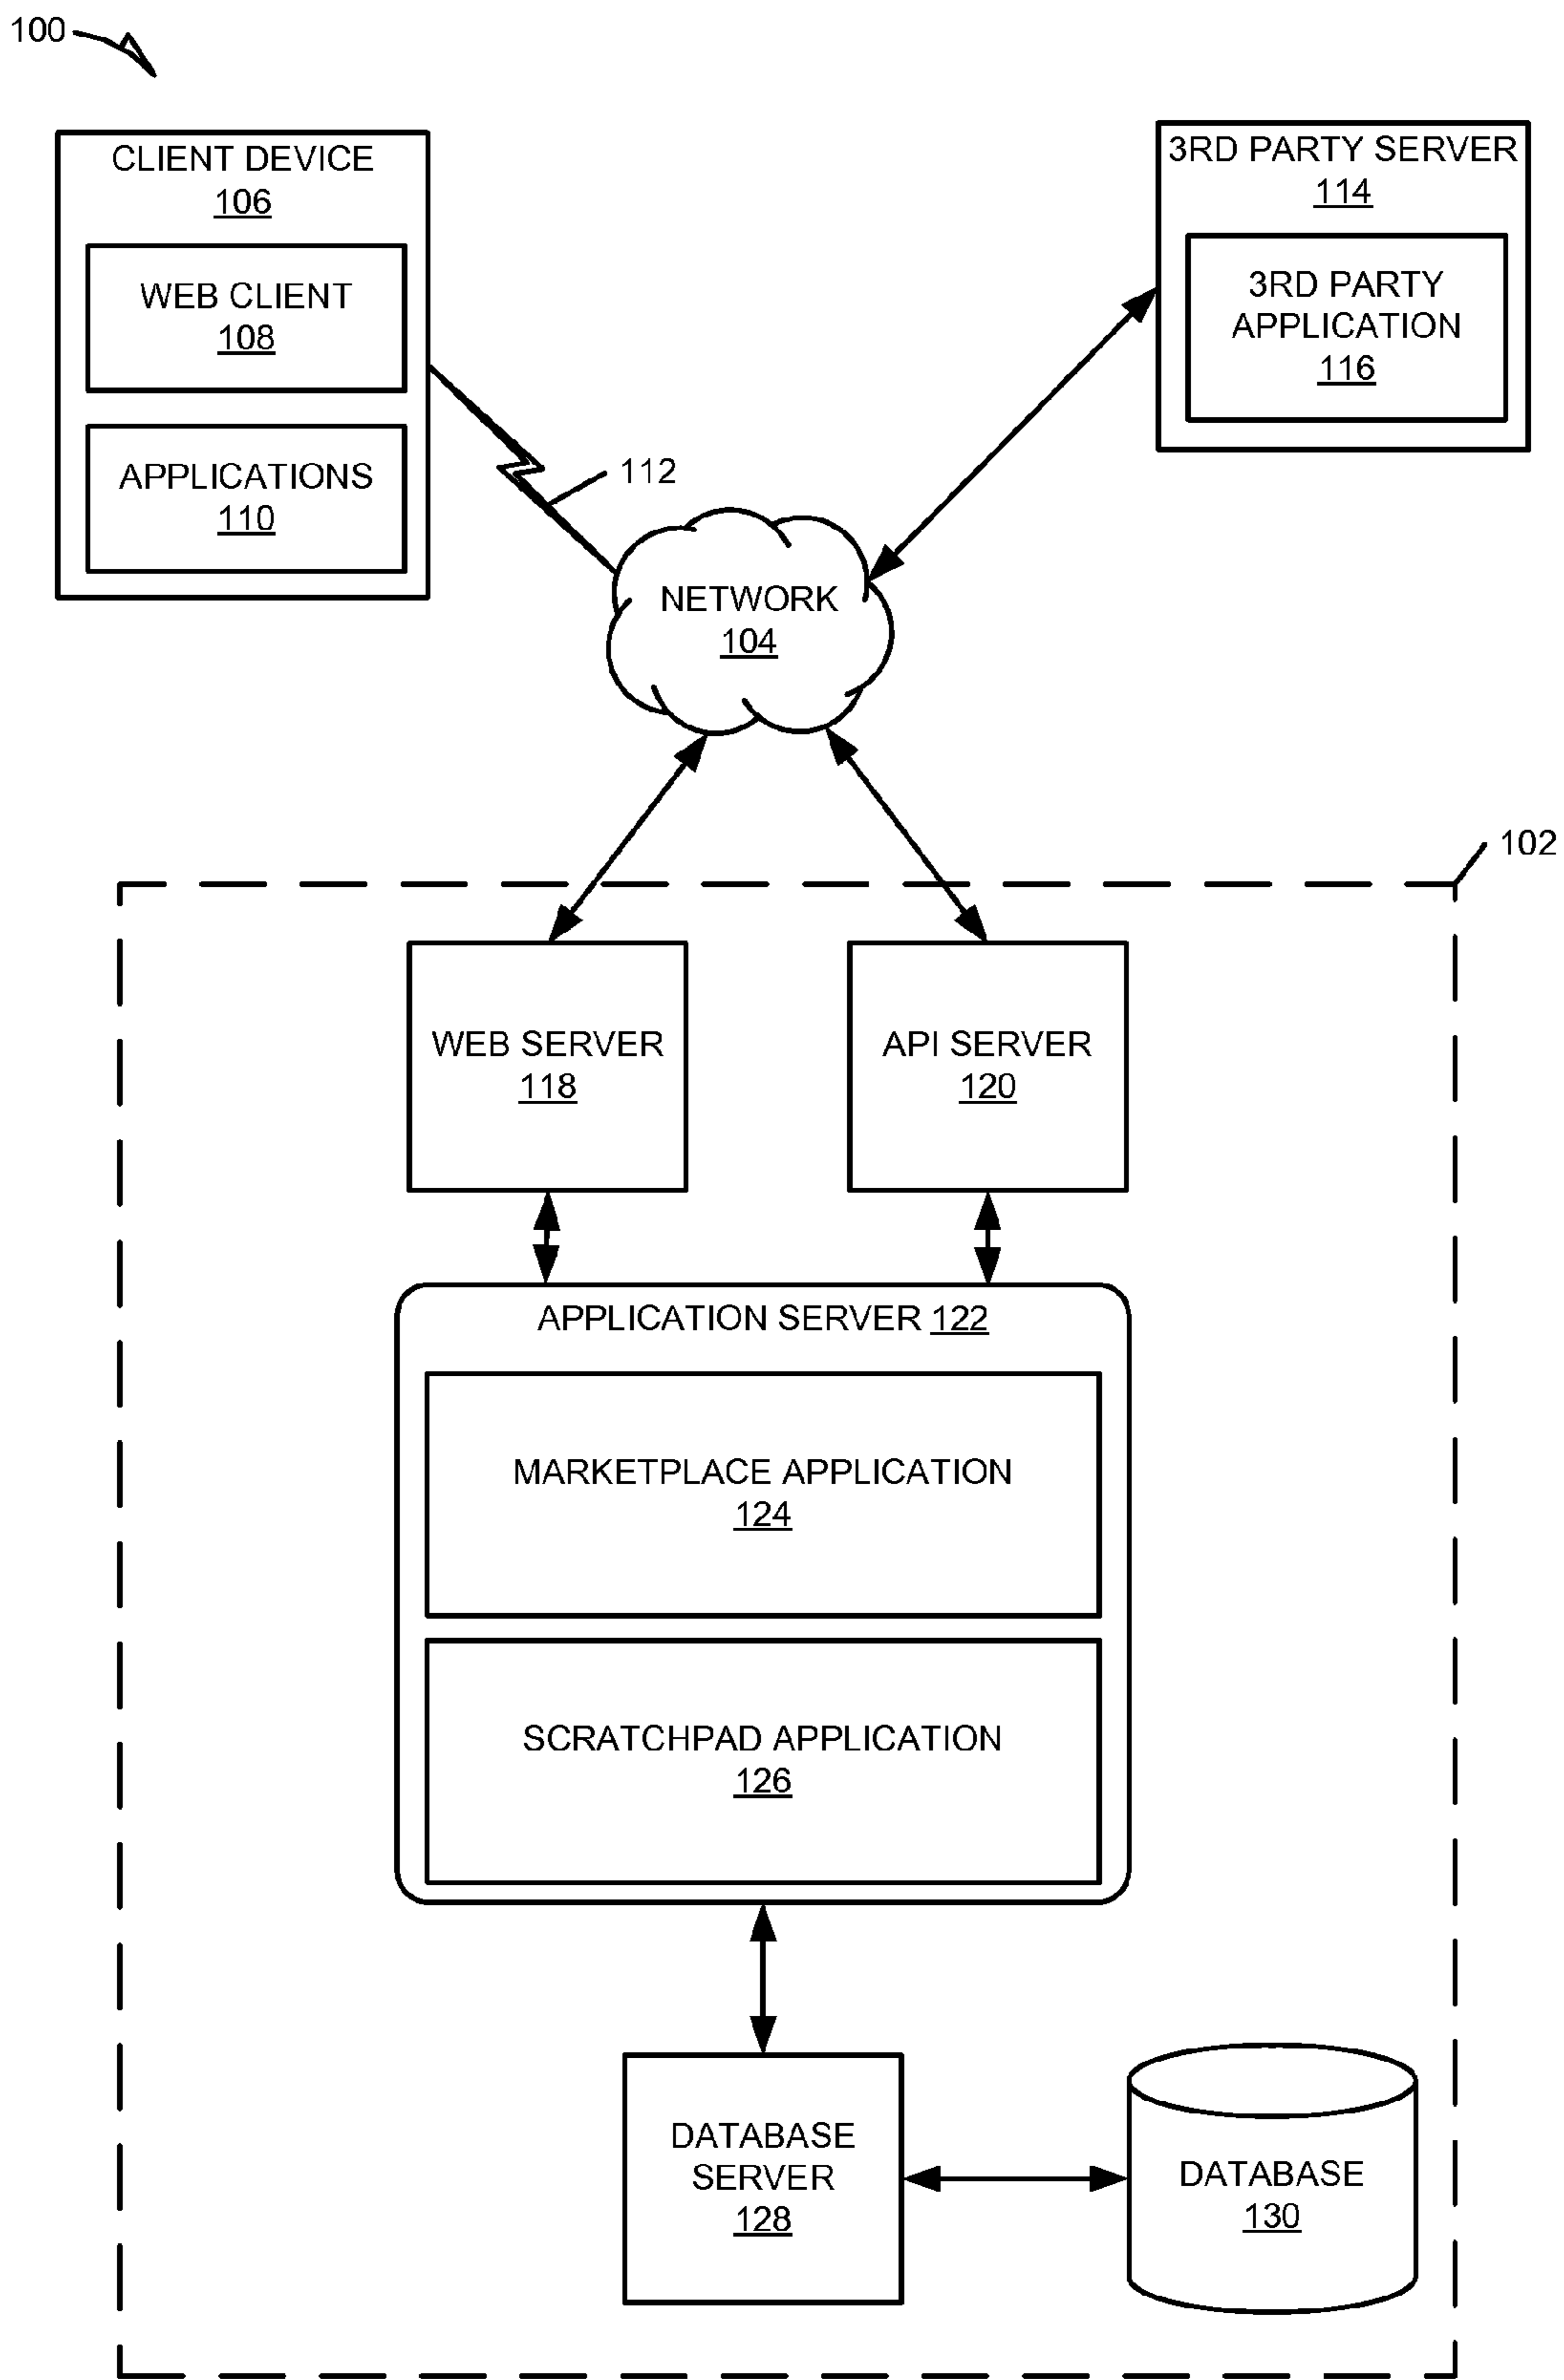 100
CLIENT DEVICE
106
WEB CLIENT
108
APPLICATIONS
110
3RD PARTY SERVER
114
3RD PARTY
APPLICATION
116
112
NETWORK
104
102
WEB SERVER
118
API SERVER
120
APPLICATION SERVER 122
MARKETPLACE APPLICATION
124
SCRATCHPAD APPLICATION
126
DATABASE
SERVER
128
DATABASE
130